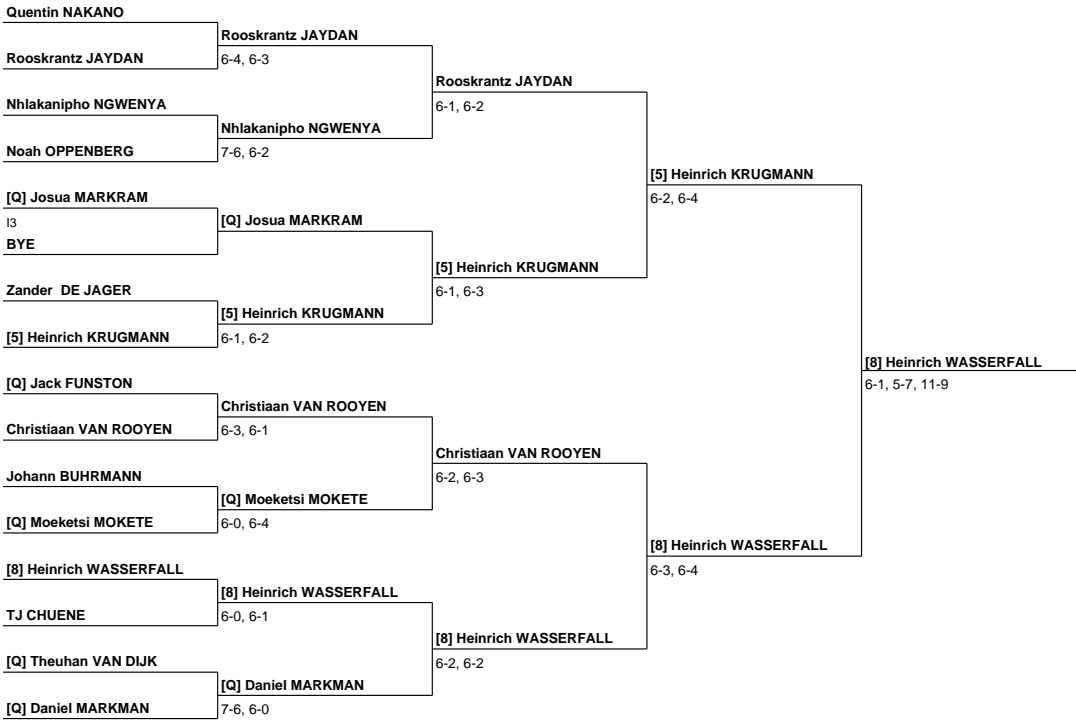 Quentin NAKANO
Rooskrantz JAYDAN
Rooskrantz JAYDAN
6-4, 6-3
Rooskrantz JAYDAN
6-1, 6-2
Nhlakanipho NGWENYA
Nhlakanipho NGWENYA
Noah OPPENBERG
7-6, 6-2
[5] Heinrich KRUGMANN
6-2, 6-4
[Q] Josua MARKRAM
I3
[Q] Josua MARKRAM
BYE
[5] Heinrich KRUGMANN
6-1, 6-3
Zander  DE JAGER
[5] Heinrich KRUGMANN
[5] Heinrich KRUGMANN
6-1, 6-2
[8] Heinrich WASSERFALL
6-1, 5-7, 11-9
[Q] Jack FUNSTON
Christiaan VAN ROOYEN
Christiaan VAN ROOYEN
6-3, 6-1
Christiaan VAN ROOYEN
6-2, 6-3
Johann BUHRMANN
[Q] Moeketsi MOKETE
[Q] Moeketsi MOKETE
6-0, 6-4
[8] Heinrich WASSERFALL
6-3, 6-4
[8] Heinrich WASSERFALL
[8] Heinrich WASSERFALL
TJ CHUENE
6-0, 6-1
[8] Heinrich WASSERFALL
6-2, 6-2
[Q] Theuhan VAN DIJK
[Q] Daniel MARKMAN
[Q] Daniel MARKMAN
7-6, 6-0